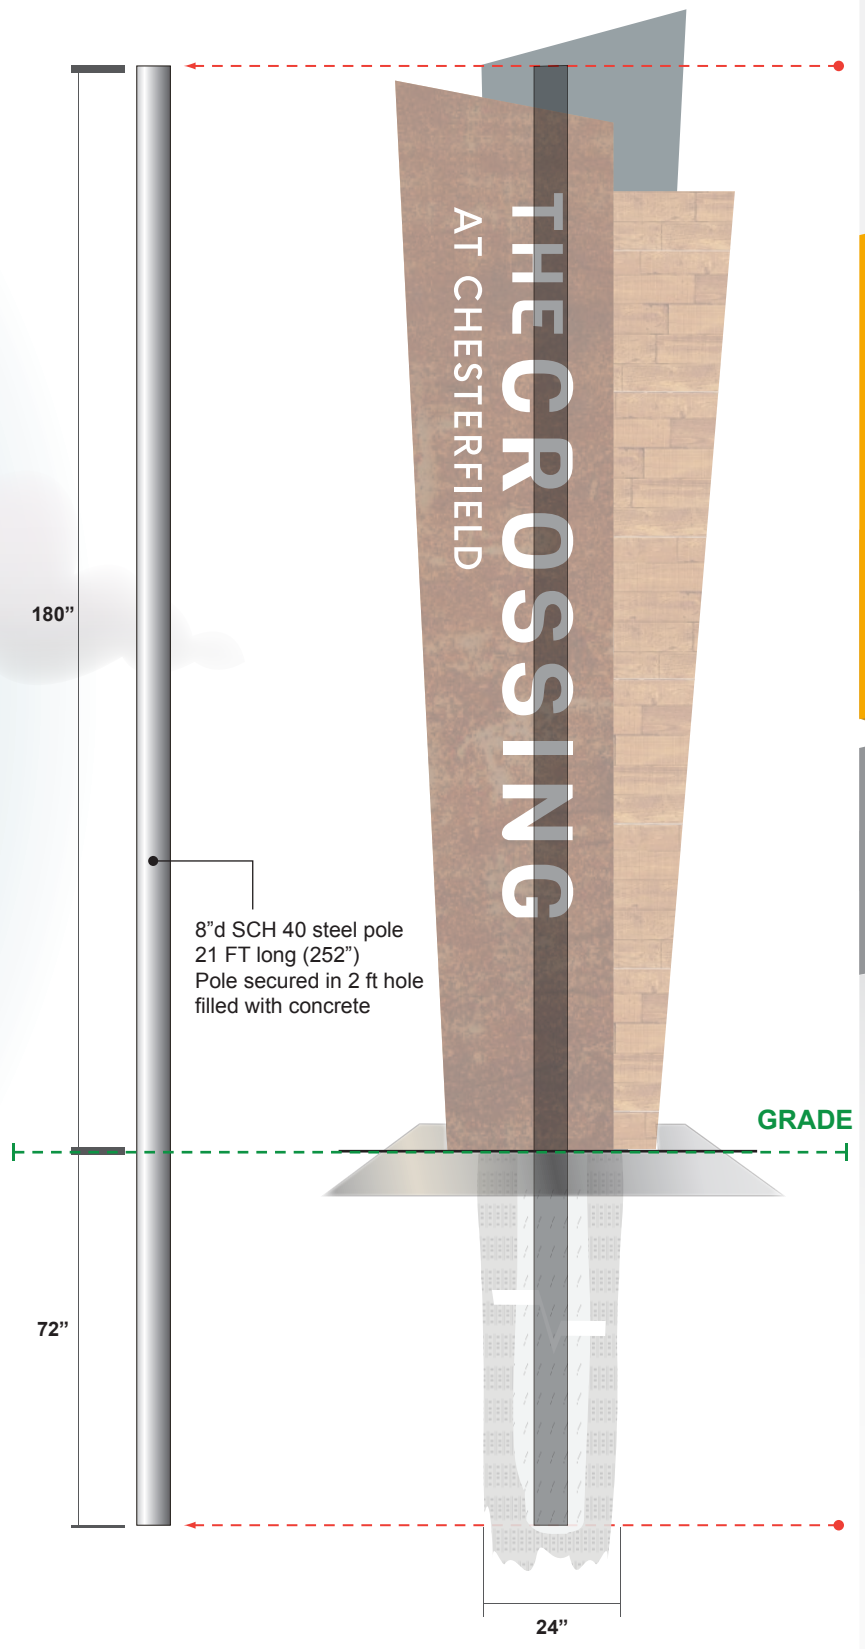 THE CROSSING
AT CHESTERFIELD
180”
8”d SCH 40 steel pole
21 FT long (252”)
Pole secured in 2 ft hole
filled with concrete
GRADE
72”
24”